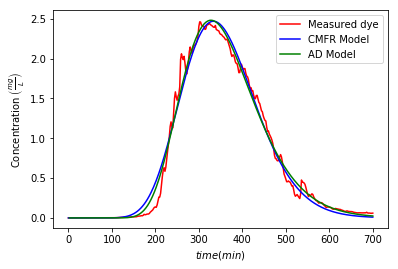 2.5
2.0
1.5
1.0
0.5
0.0
Concentration (mg/L)
Measured dye
CMFR Model
AD Model
0 100 200 300 400 500 600 700
time(min)